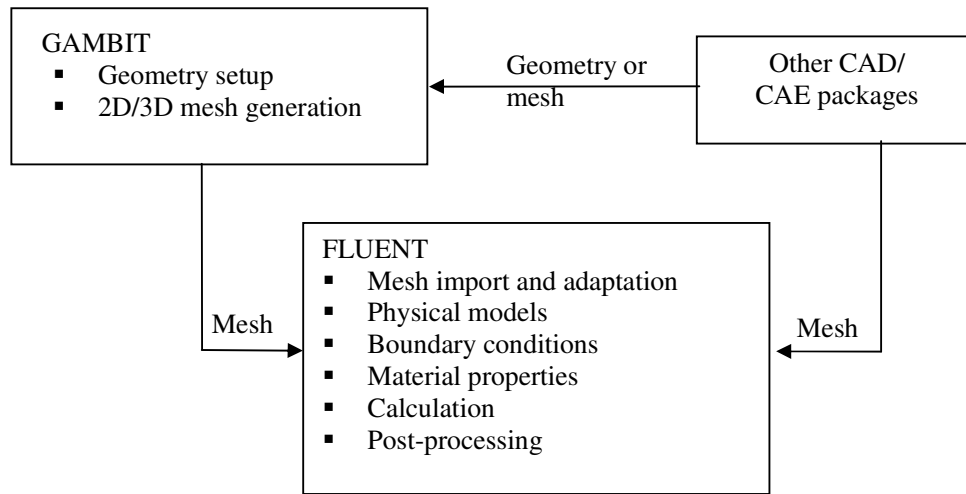 GAMBIT
▪ Geometry setup
▪ 2D/3D mesh generation
Geometry or
mesh
Other CAD/
CAE packages
FLUENT
▪ Mesh import and adaptation
▪ Physical models
▪ Boundary conditions
▪ Material properties
▪ Calculation
▪ Post-processing
Mesh
Mesh